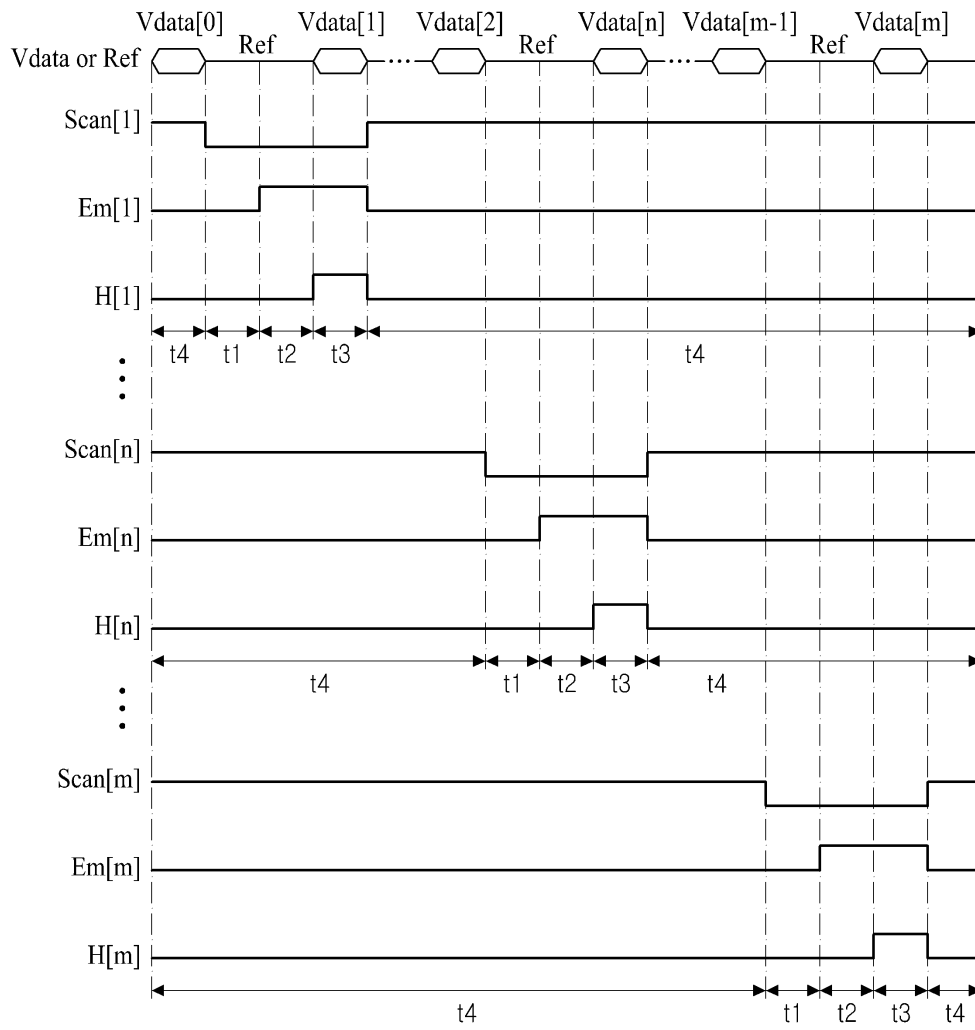 Vdata[0] Vdata[1] Vdata[2] Vdata[n] Vdata[m-1] Vdata[m]
Ref Ref Ref
Vdata or Ref
Scan[1]
Em[1]
H[1]
t4 t1 t2 t3 t4
Scan[n]
Em[n]
H[n]
t4 t1 t2 t3 t4
Scan[m]
Em[m]
H[m]
t4 t1 t2 t3 t4